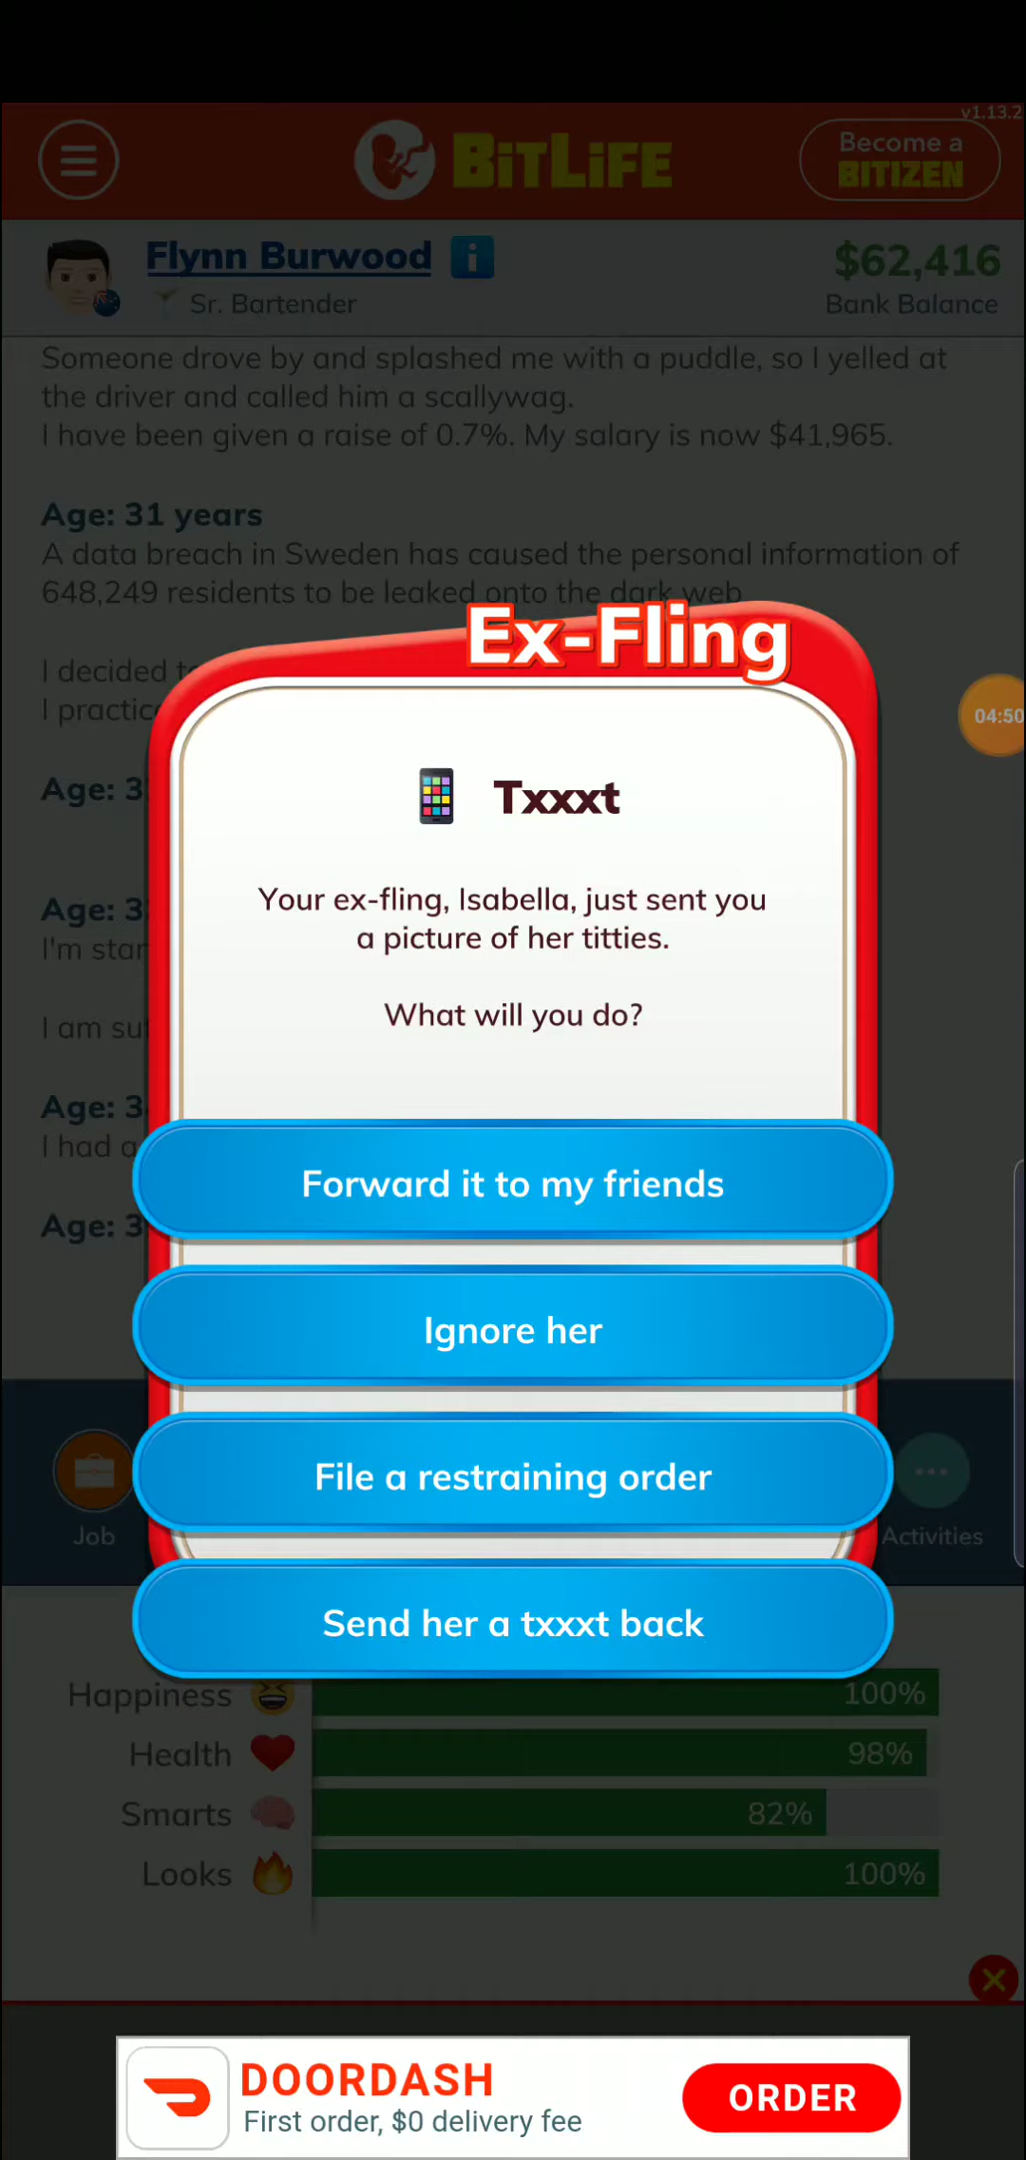 v1.13.2
BITLIFE
Become a
BITIZEN
Flynn Burwood
$62,416
Sr. Bartender
Bank Balance
Someone drove by and splashed me with a puddle, so I yelled at
the driver and called him a scallywag.
I have been given a raise of 0.7%. My salary is now $41,965.
Age: 31 years
A data breach in Sweden has caused the personal information of
648,249 residents to be leaked onto the dark web
Ex-Fling
I decided
04:50
Txxxt
Age: 3
Your ex-fling, Isabella, just sent you
a picture of her titties.
Age: 3
I'm
What will you do?
I am
Age: 3
I had
Forward it to my friends
Age: 3
Ignore her
File a restraining order
Job
Activities
Send her a txxxt back
Happiness
100%
Health
98%
Smarts
82%
Looks
100%
DOORDASH
First order, $0 delivery fee
ORDER